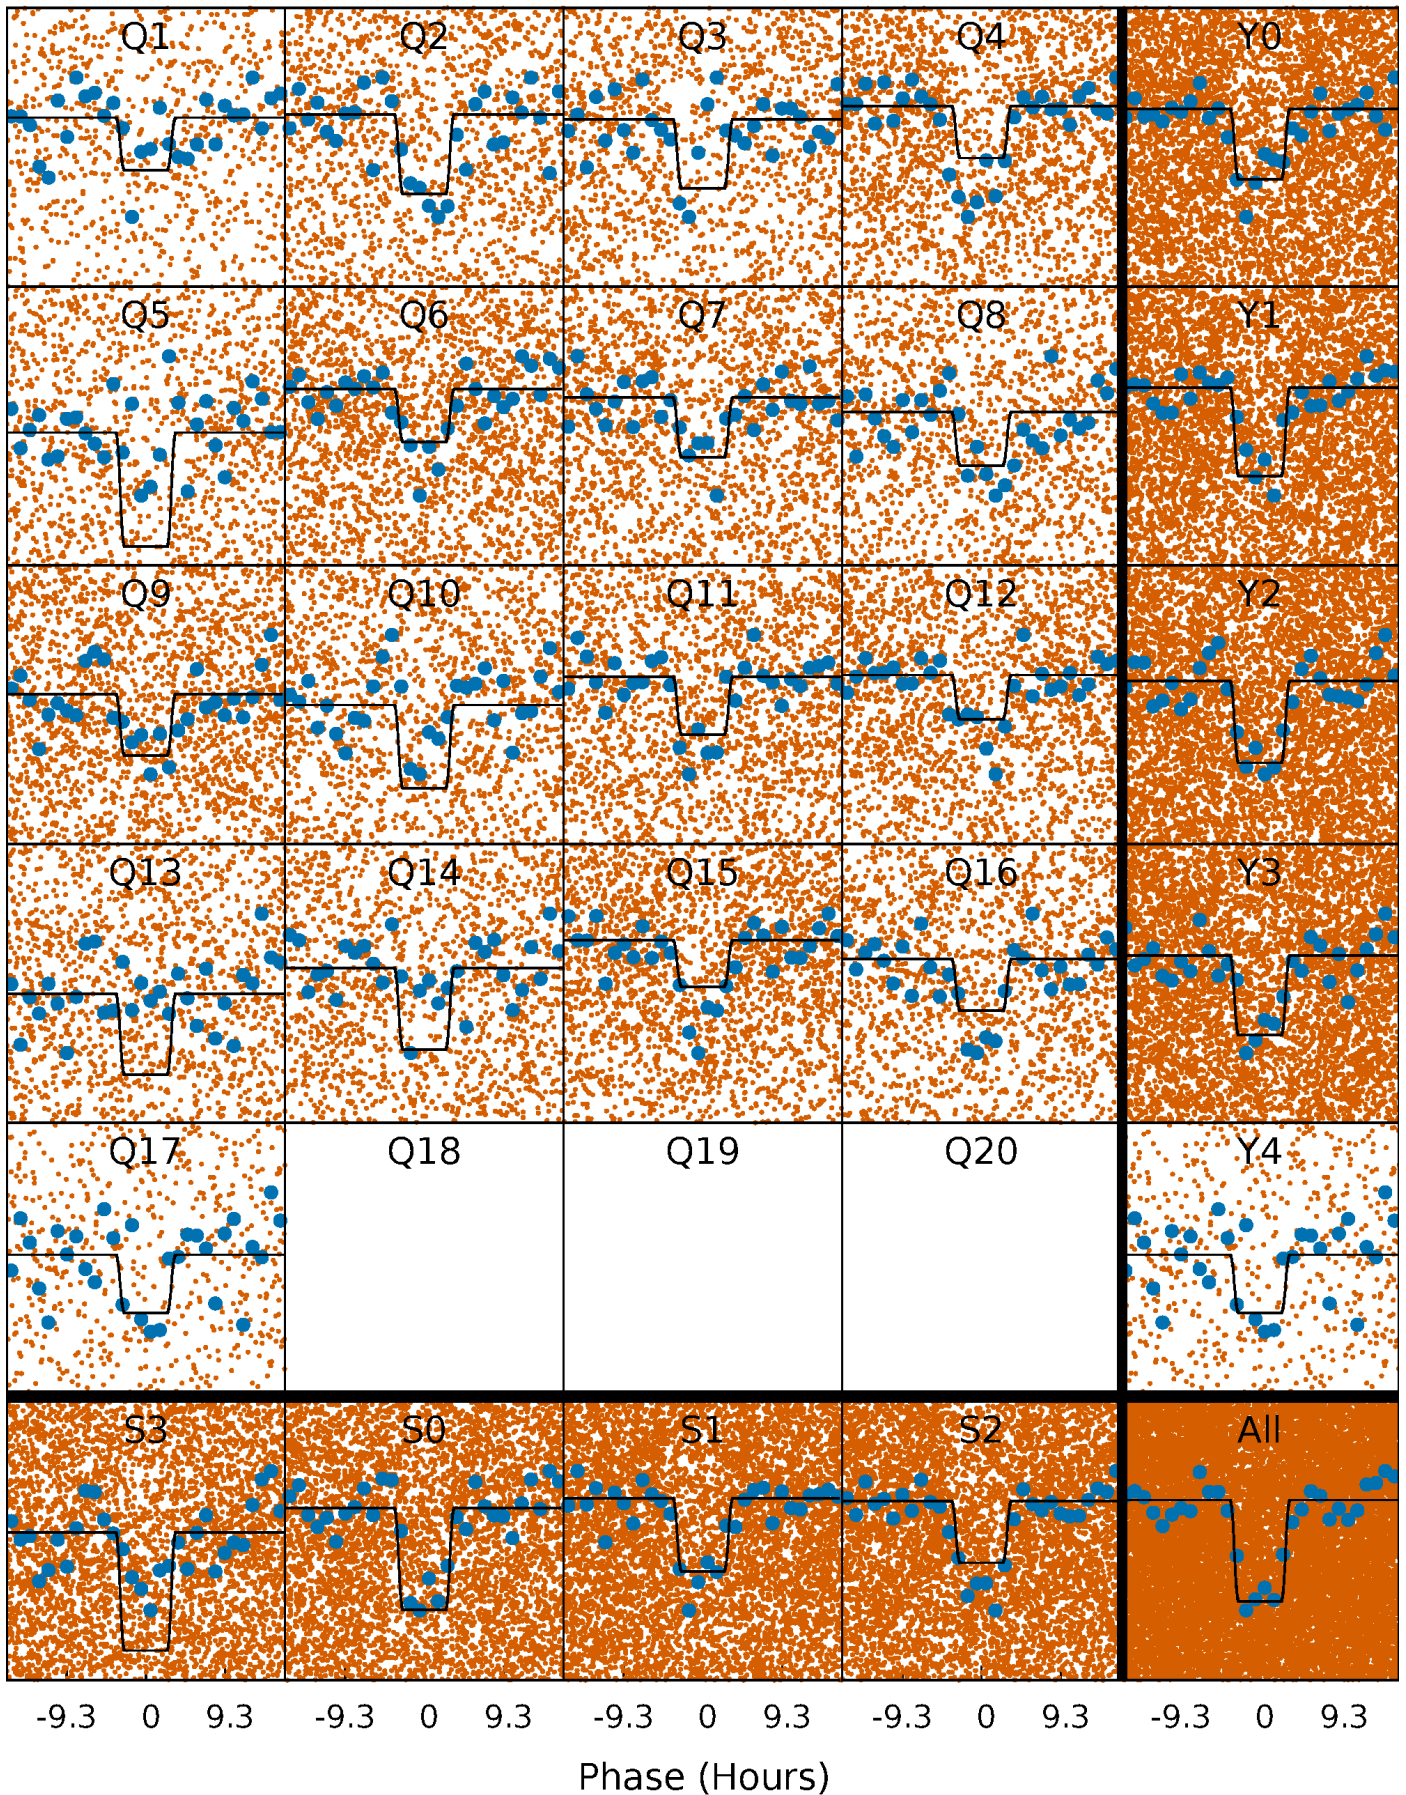 Q1 Q2 Q3 Q4 Y0
Q5 Q6 Q7 Q8 Y1
Q9 Q10 Q11 Q12 Y2
Q13 Q14 Q15 Q16 Y3
Q17 Q18 Q19 Q20 Y4
S3 S0 S1 S2 All
-9.3 0 9.3 -9.3 0 9.3 -9.3 0 9.3 -9.3 0 9.3 -9.3 0 9.3
Phase (Hours)